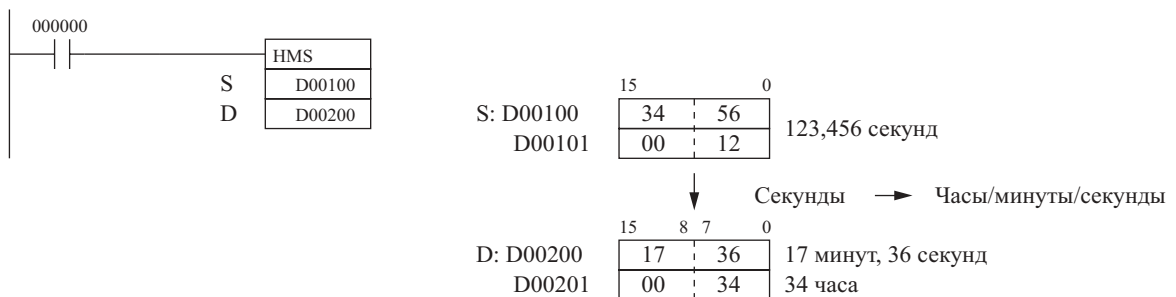 000000
HMS
S D00100
D D00200
15 0
S: D00100 34 56
D00101 00 12
123,456 секунд
Секунды Часы/минуты/секунды
15 8 7 0
D: D00200 17 36 17 минут, 36 секунд
D00201 00 34 34 часа